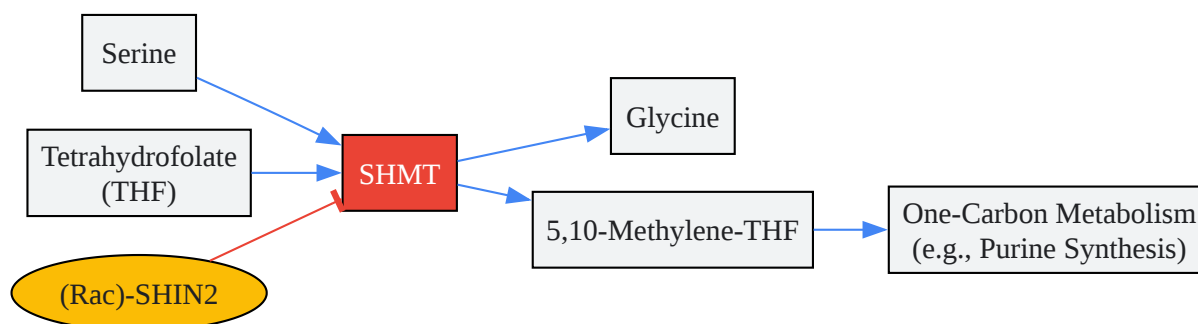 Serine
Tetrahydrofolate
(THF)
(Rac)-SHIN2
SHMT
Glycine
5,10-Methylene-THF
One-Carbon Metabolism
(e.g., Purine Synthesis)